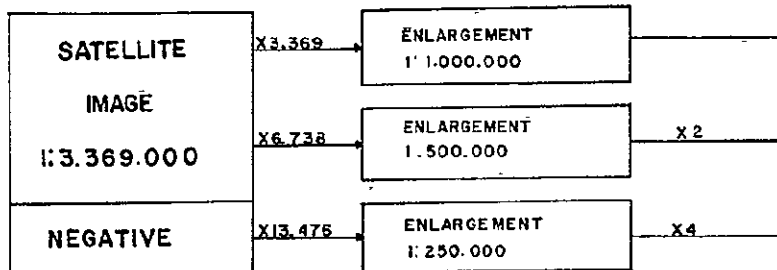 SATELLITE
IMAGE
1:3.369.000
NEGATIVE
X3.369
ENLARGEMENT
1:1.000.000
X6.738
ENLARGEMENT
1.500.000
X2
X13.476
ENLARGEMENT
1:250.000
X4